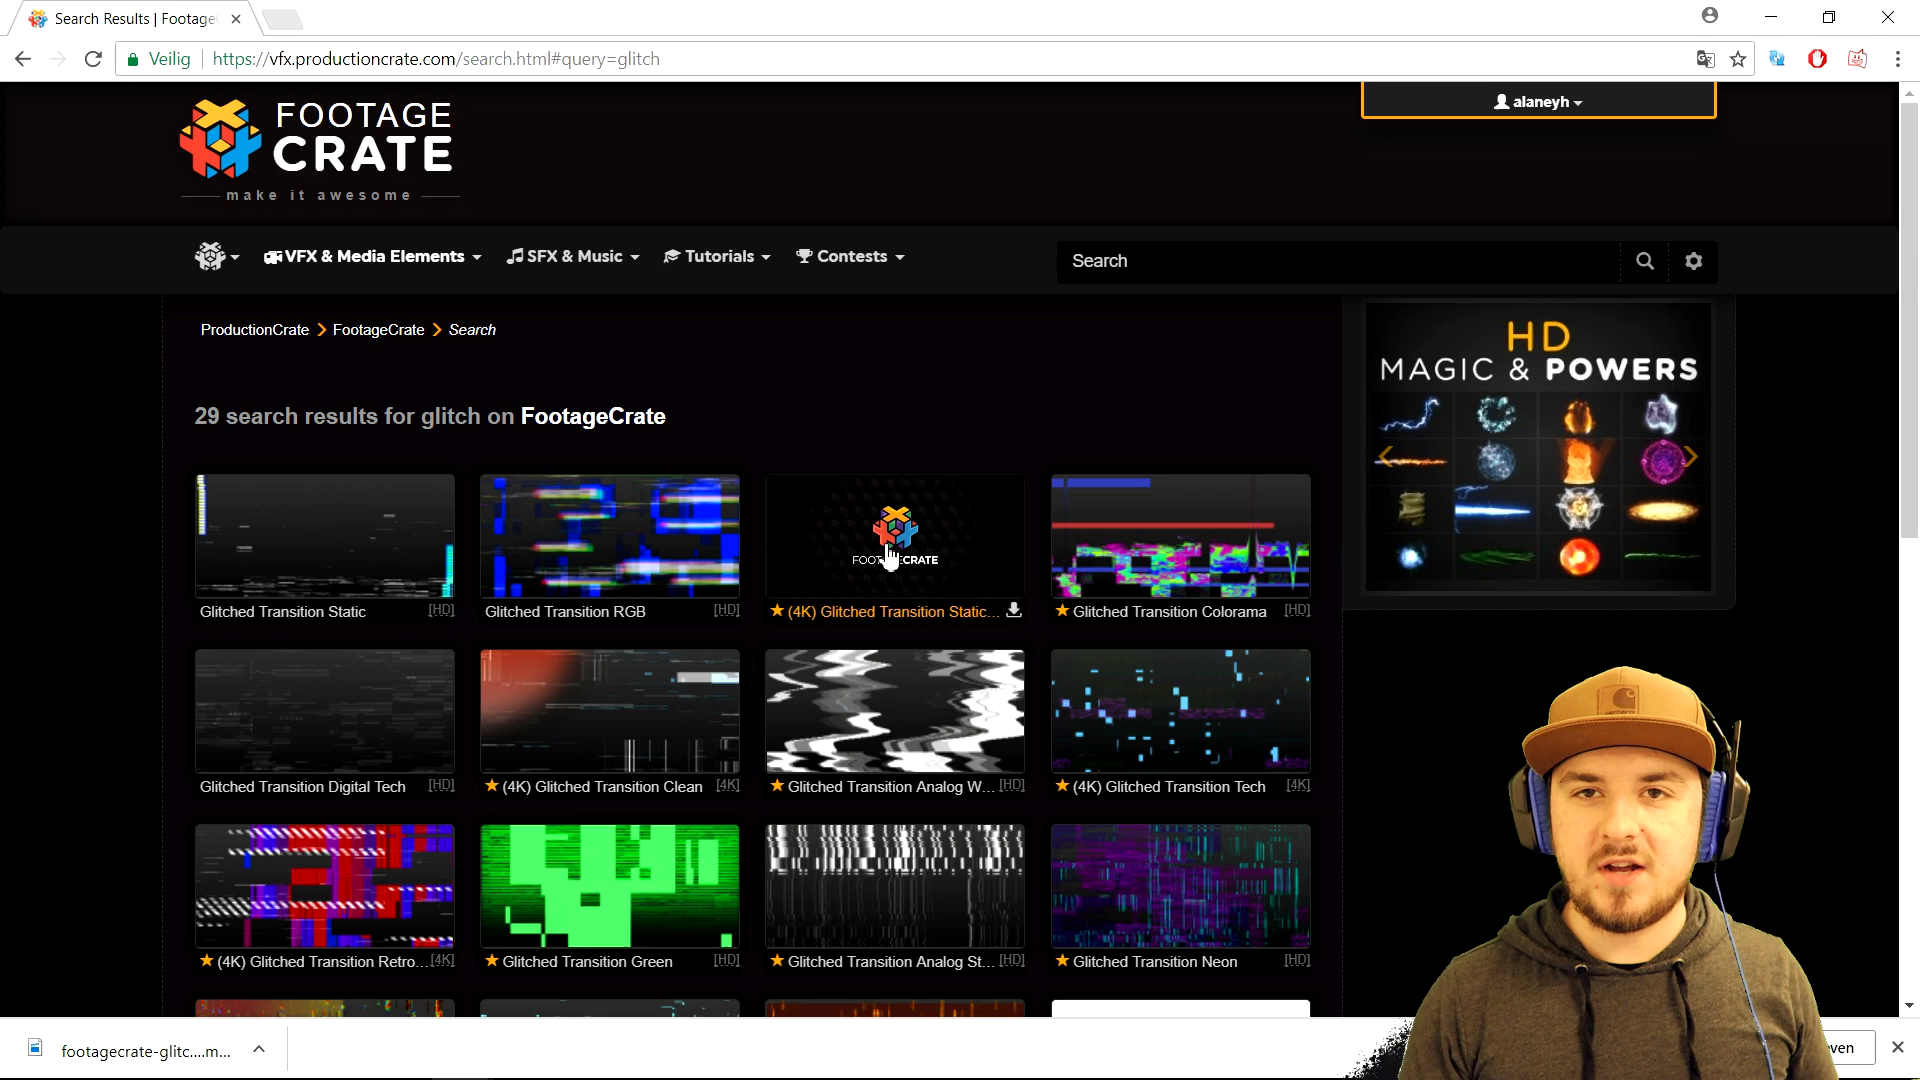 Search Results | Footage
Veilig
https://vfx.productioncrate.com/search.html#query=glitch
FOOTAGE
CRATE
make it awesome
alaneyh
VFX & Media Elements
SFX & Music
Tutorials
Contests
Search
ProductionCrate
FootageCrate
Search
HD
MAGIC & POWERS
29 search results for glitch on FootageCrate
Glitched Transition Static [HD]
Glitched Transition RGB [HD]
FOOTAGECRATE
(4K) Glitched Transition Static...
Glitched Transition Colorama [HD]
Glitched Transition Digital Tech [HD]
(4K) Glitched Transition Clean [4K]
Glitched Transition Analog W... [HD]
(4K) Glitched Transition Tech [4K]
(4K) Glitched Transition Retro... [4K]
Glitched Transition Green [HD]
Glitched Transition Analog St... [HD]
Glitched Transition Neon [HD]
footagecrate-glitc....m...
even